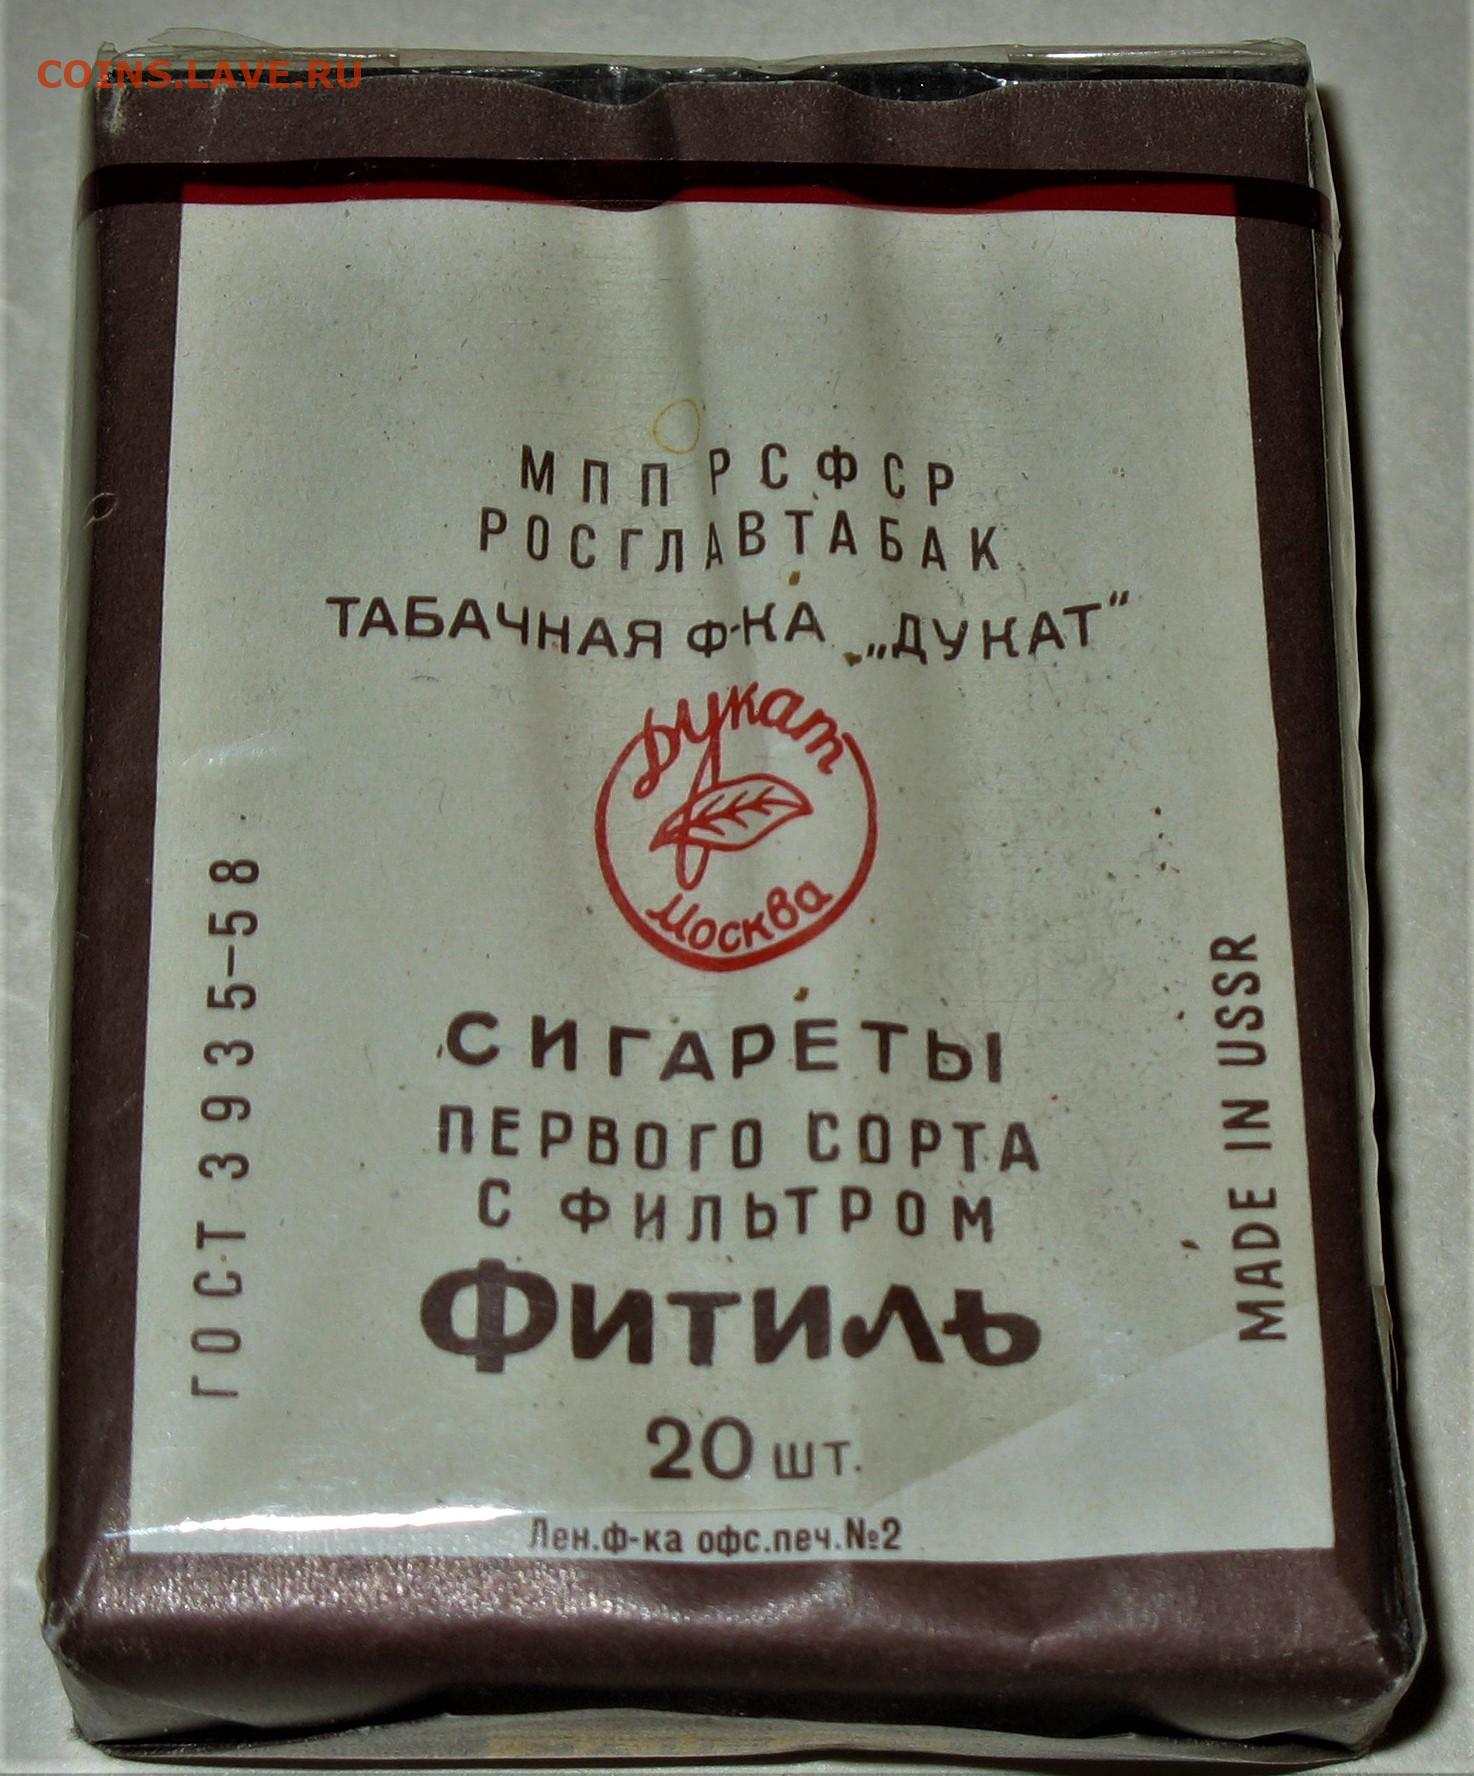 COINS.LAVE.RU
МПП РСФСР
РОСГЛАВТАБАК
ТАБАЧНАЯ Ф-КА „ДУКАТ“
Дукат
Москва
СИГАРЕТЫ
ПЕРВОГО СОРТА
С ФИЛЬТРОМ
ФИТИЛЬ
20 шт.
Лен.ф-ка офс.печ.№2
ГОСТ 3935–58
MADE IN USSR